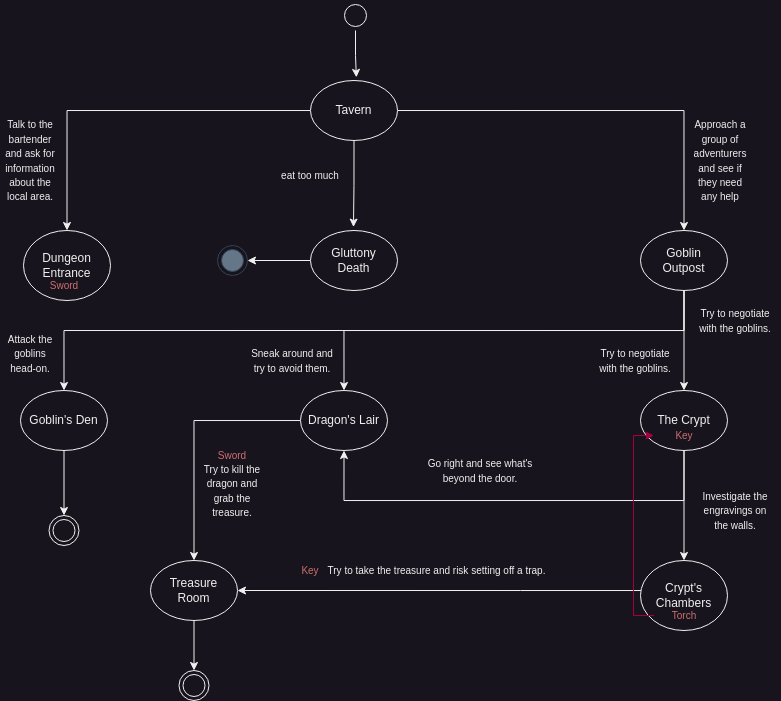 Tavern
Talk to the
bartender
and ask for
information
about the
local area.
Approach a
group of
adventurers
and see if
they need
any help
eat too much
Dungeon
Entrance
Sword
Gluttony
Death
Goblin
Outpost
Try to negotiate
with the goblins.
Attack the
goblins
head-on.
Sneak around and
try to avoid them.
Try to negotiate
with the goblins.
Goblin's Den
Dragon's Lair
The Crypt
Key
Sword
Try to kill the
dragon and
grab the
treasure.
Go right and see what's
beyond the door.
Investigate the
engravings on
the walls.
Treasure
Room
Key Try to take the treasure and risk setting off a trap.
Crypt's
Chambers
Torch